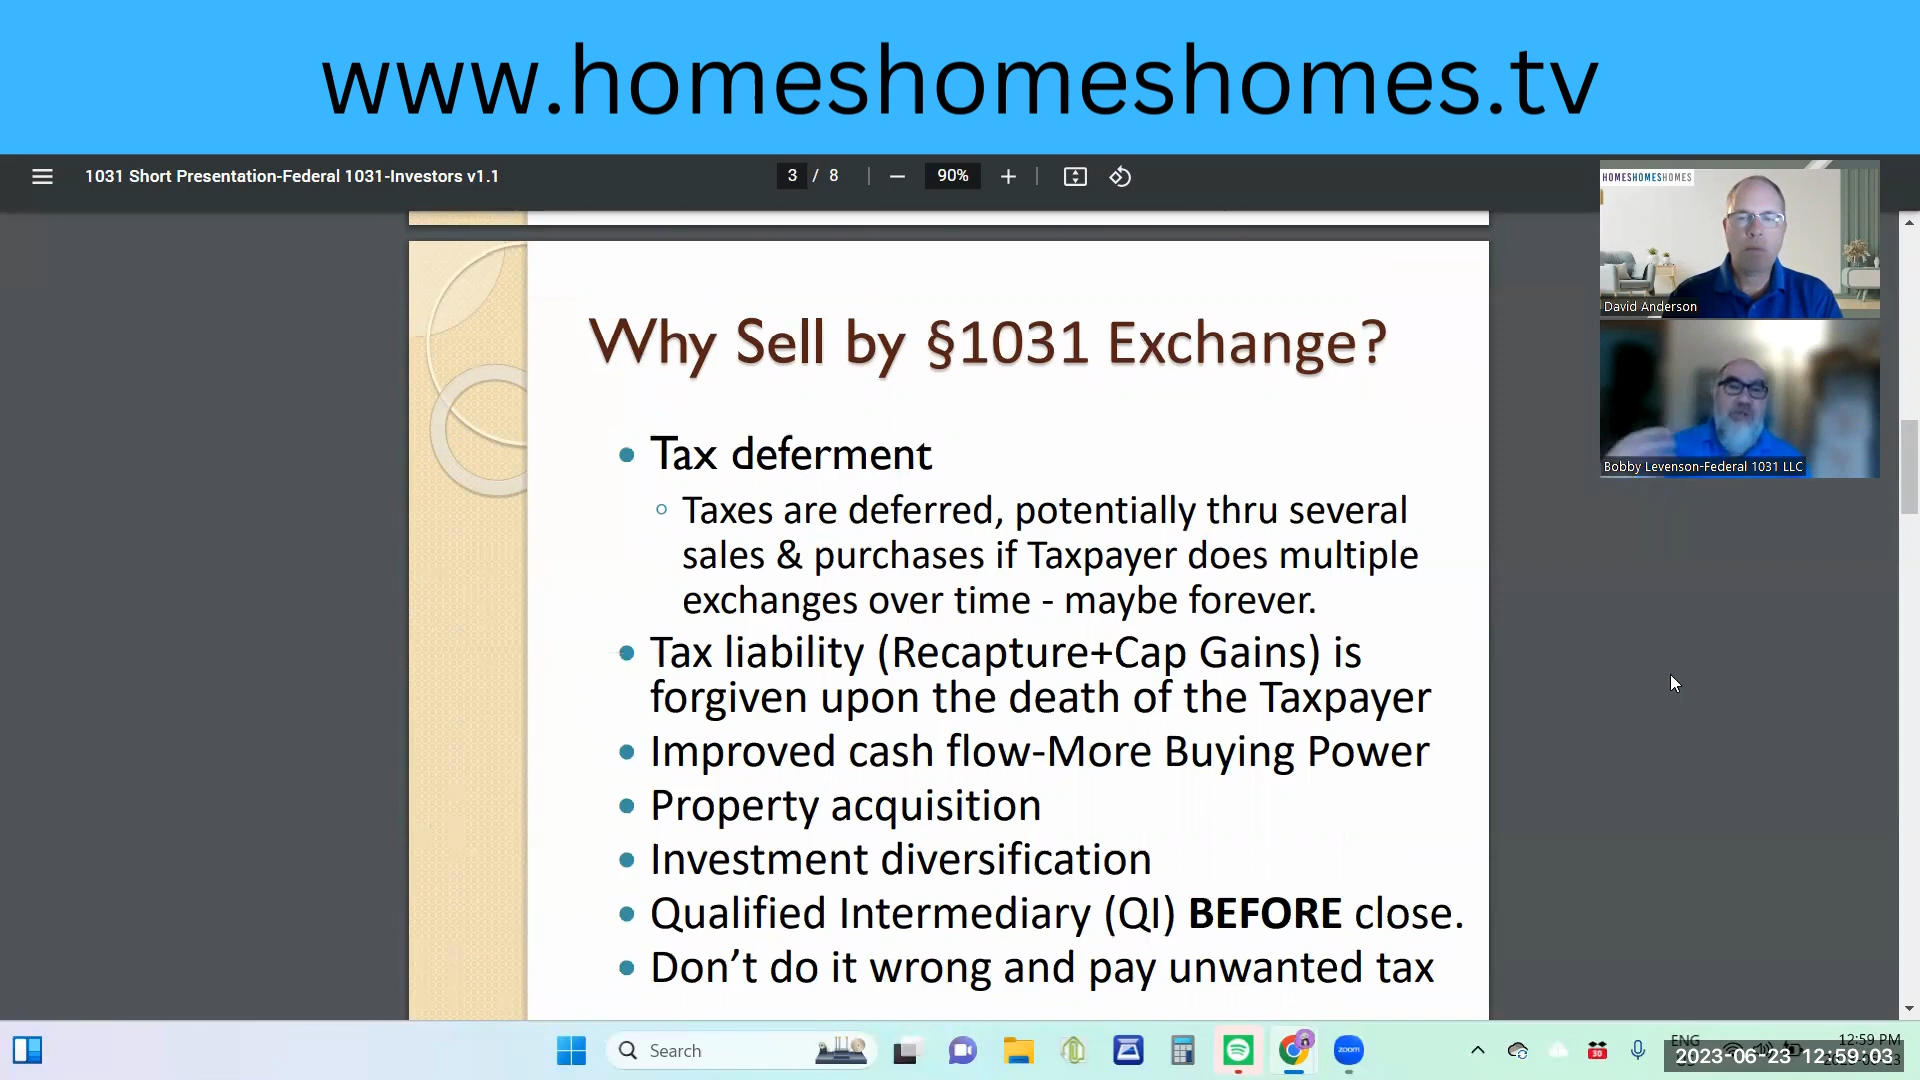 www.homeshomeshomes.tv
1031 Short Presentation-Federal 1031-Investors v1.1
3 / 8
90%
HOMESHOMESHOMES
David Anderson
Bobby Levenson-Federal 1031 LLC
Why Sell by §1031 Exchange?
Tax deferment
Taxes are deferred, potentially thru several
sales & purchases if Taxpayer does multiple
exchanges over time - maybe forever.
Tax liability (Recapture+Cap Gains) is
forgiven upon the death of the Taxpayer
Improved cash flow-More Buying Power
Property acquisition
Investment diversification
Qualified Intermediary (QI) BEFORE close.
Don't do it wrong and pay unwanted tax
Search
zoom
30
ENG
12:59 PM
2023-06-23 12:59:03